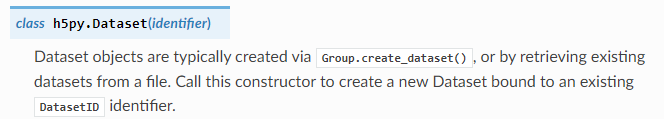 class h5py.Dataset(identifier)
Dataset objects are typically created via Group.create_dataset(), or by retrieving existing
datasets from a file. Call this constructor to create a new Dataset bound to an existing
DatasetID identifier.